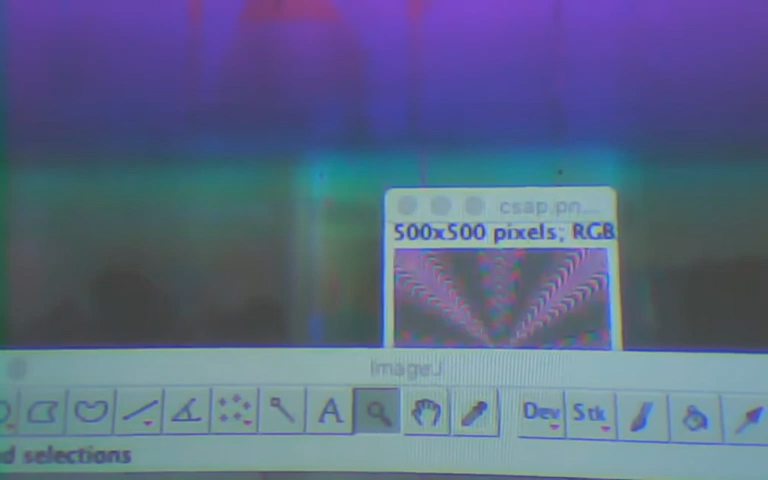 csap.pn...
500x500 pixels; RGB
ImageJ
A
Dev Stk
d selections